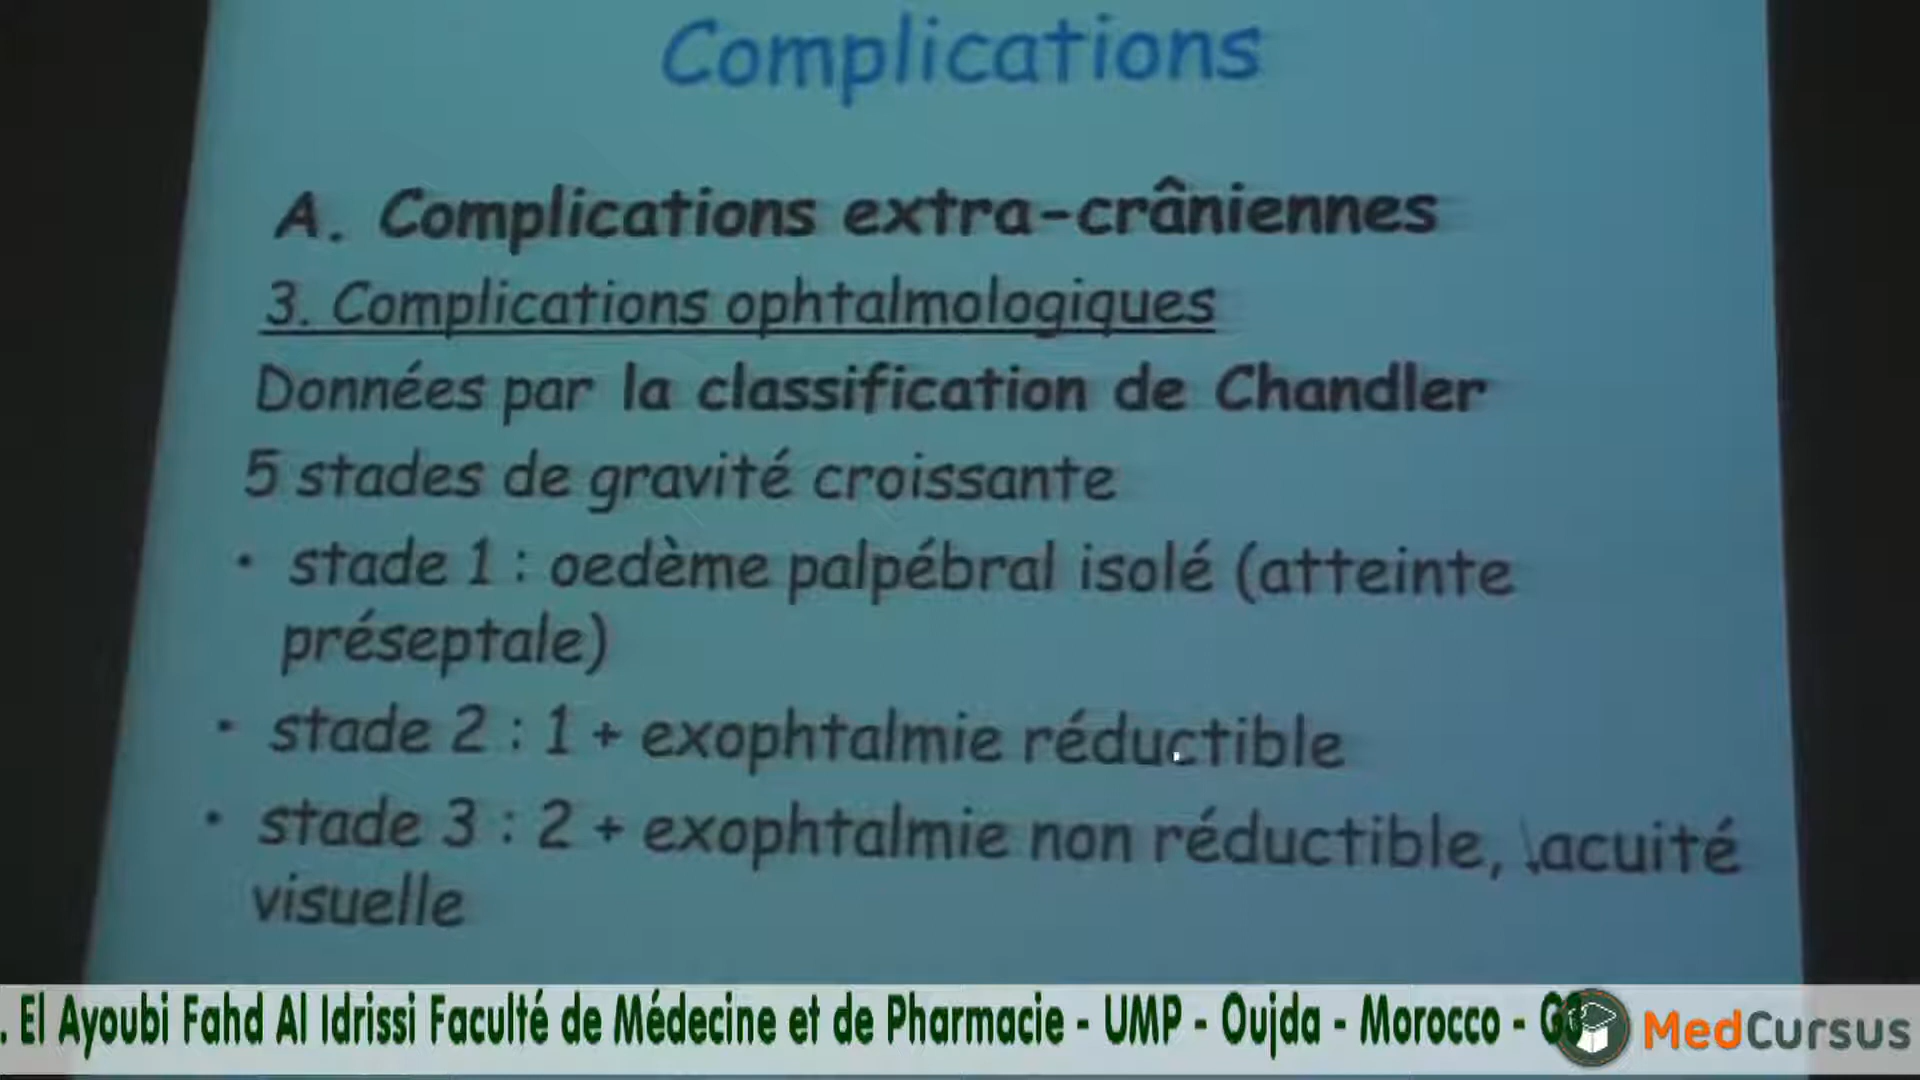 Complications
A. Complications extra-crâniennes
3. Complications ophtalmologiques
Données par la classification de Chandler
5 stades de gravité croissante
• stade 1 : oedème palpébral isolé (atteinte
préseptale)
• stade 2 : 1 + exophtalmie réductible
• stade 3 : 2 + exophtalmie non réductible, ↓acuité
visuelle
. El Ayoubi Fahd Al Idrissi Faculté de Médecine et de Pharmacie - UMP - Oujda - Morocco -
MedCursus